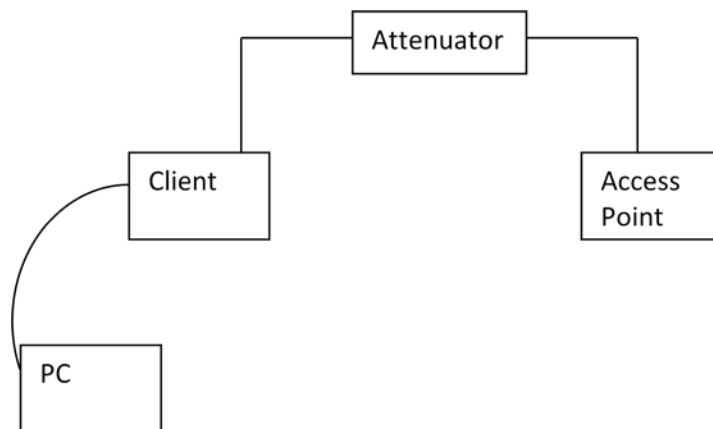 Attenuator
Client
Access
Point
PC